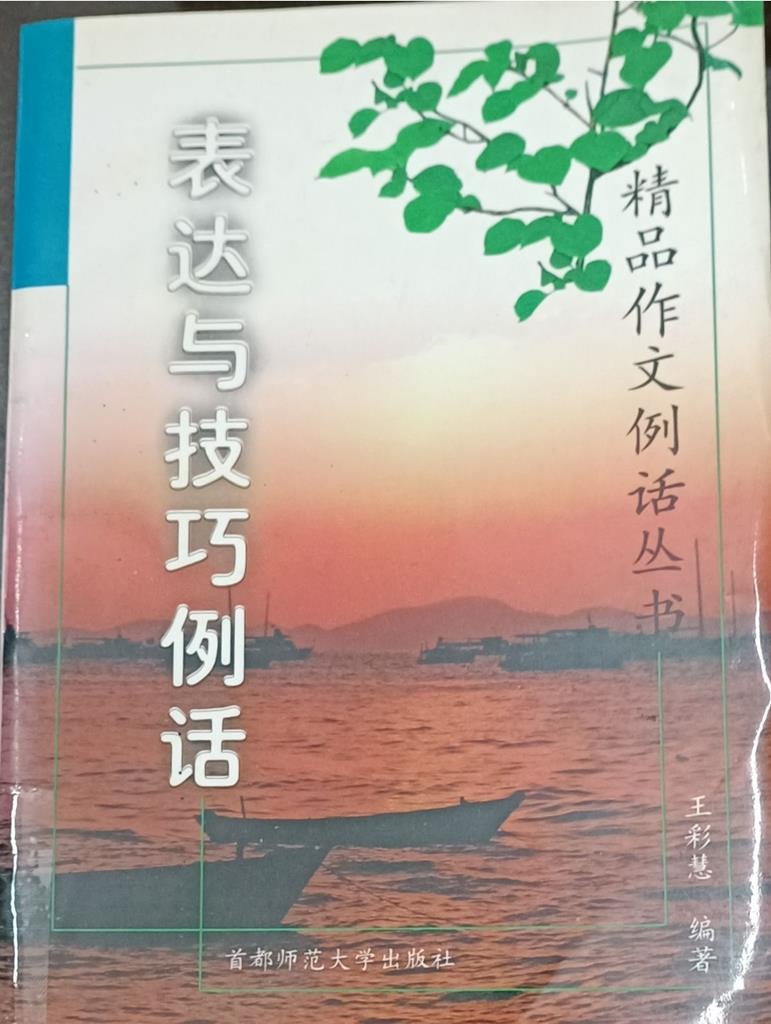 精品作文例话丛书
表达与技巧例话
王彩慧 编著
首都师范大学出版社